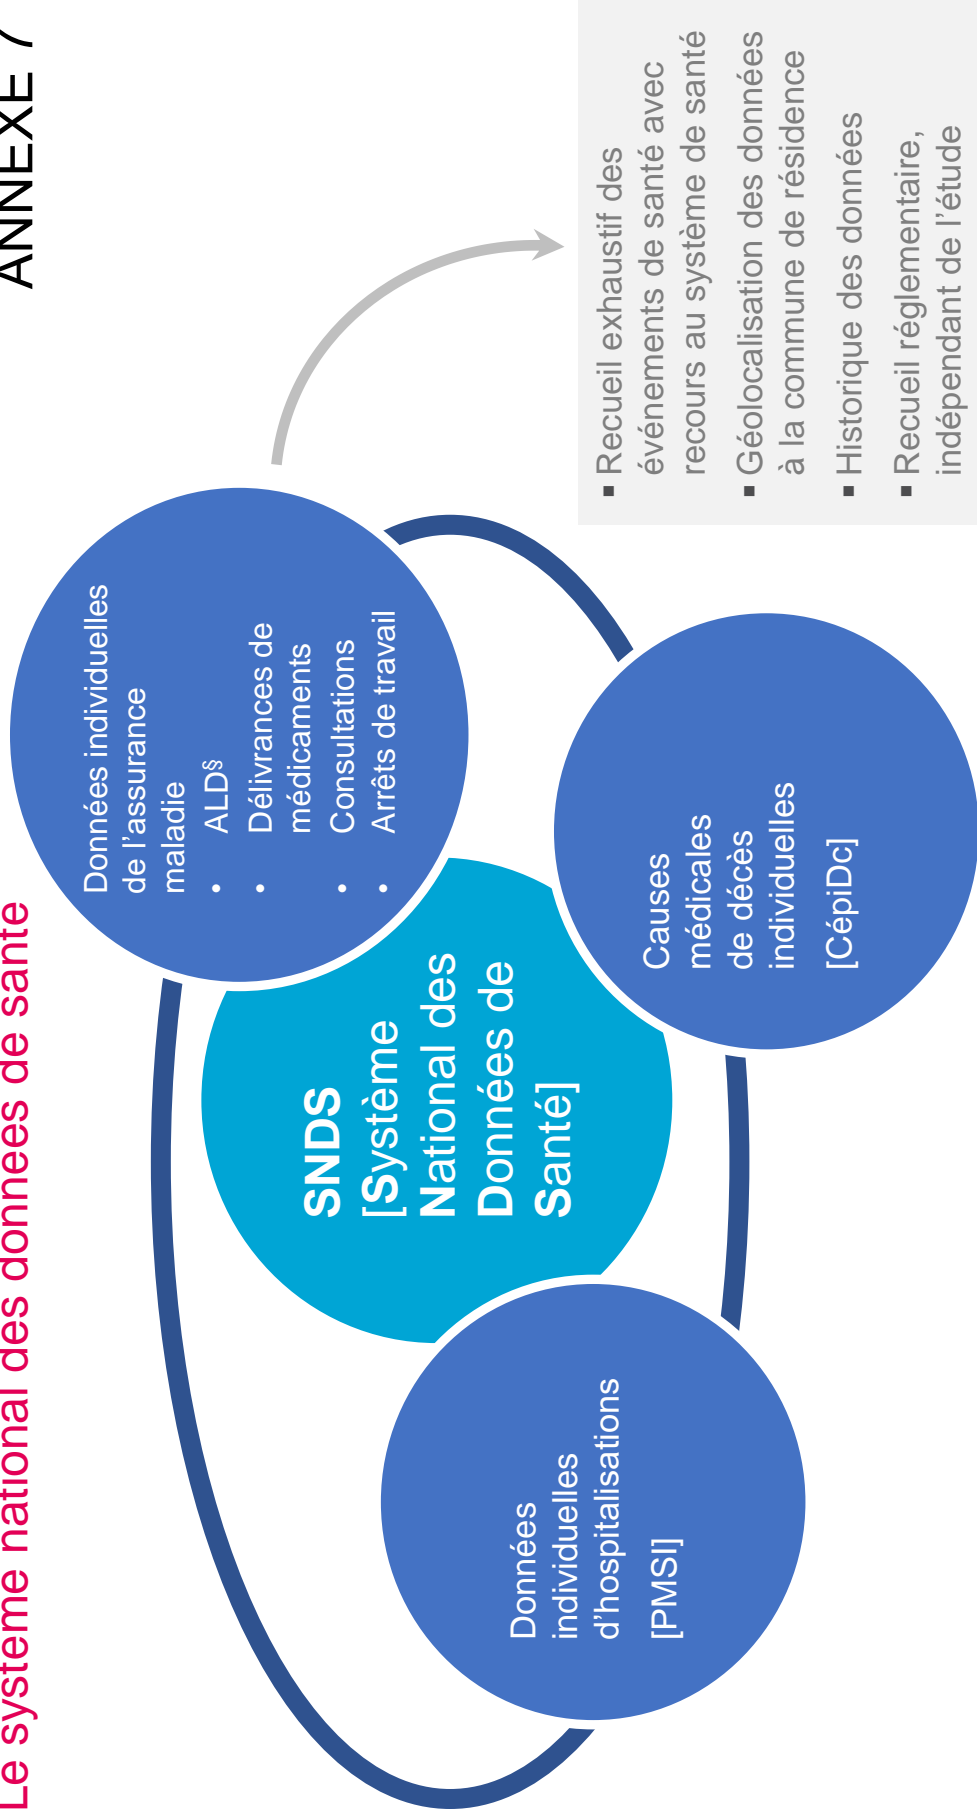 ANNEXE 7
Le système national des données de santé
Données individuelles
de l'assurance
maladie
• ALD§
• Délivrances de
médicaments
• Consultations
• Arrêts de travail
SNDS
[Système
National des
Données de
Santé]
Données
individuelles
d'hospitalisations
[PMSI]
Causes
médicales
de décès
individuelles
[CépiDc]
▪ Recueil exhaustif des
événements de santé avec
recours au système de santé
▪ Géolocalisation des données
à la commune de résidence
▪ Historique des données
▪ Recueil réglementaire,
indépendant de l'étude